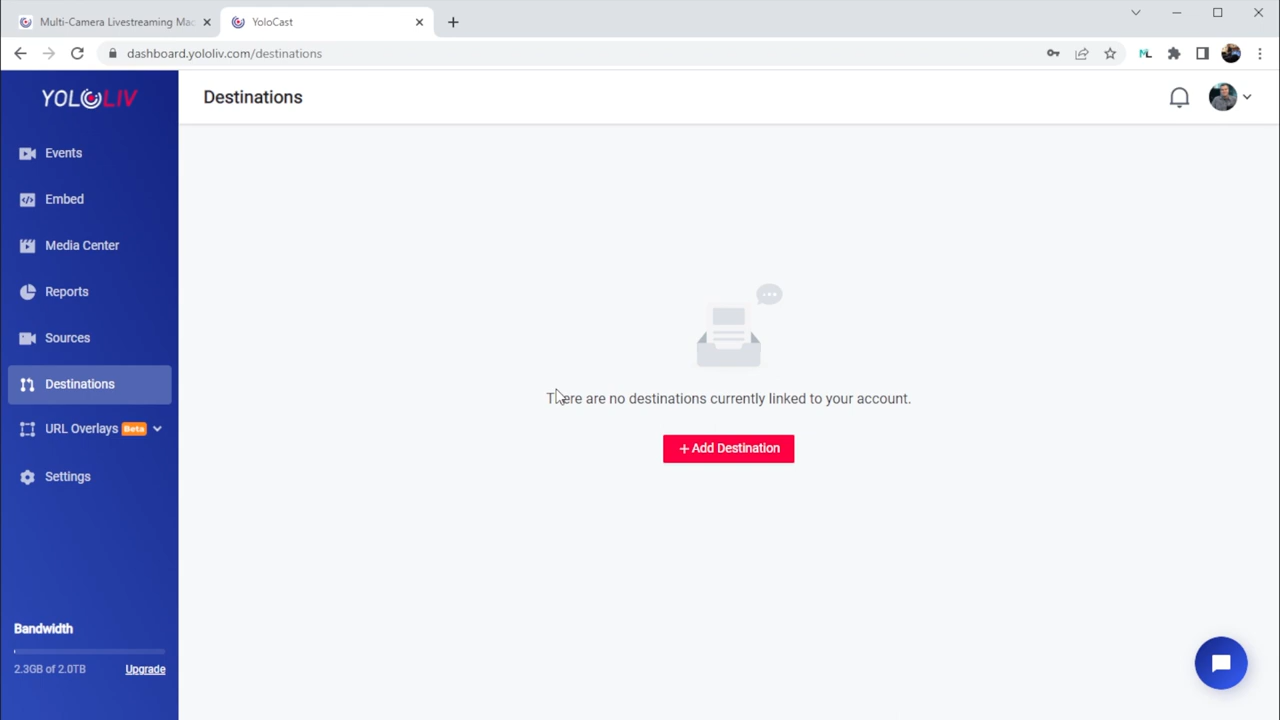 Multi-Camera Livestreaming Mac
YoloCast
dashboard.yololiv.com/destinations
YOLOLIV
Destinations
Events
Embed
Media Center
Reports
Sources
Destinations
URL Overlays Beta
Settings
There are no destinations currently linked to your account.
+ Add Destination
Bandwidth
2.3GB of 2.0TB Upgrade